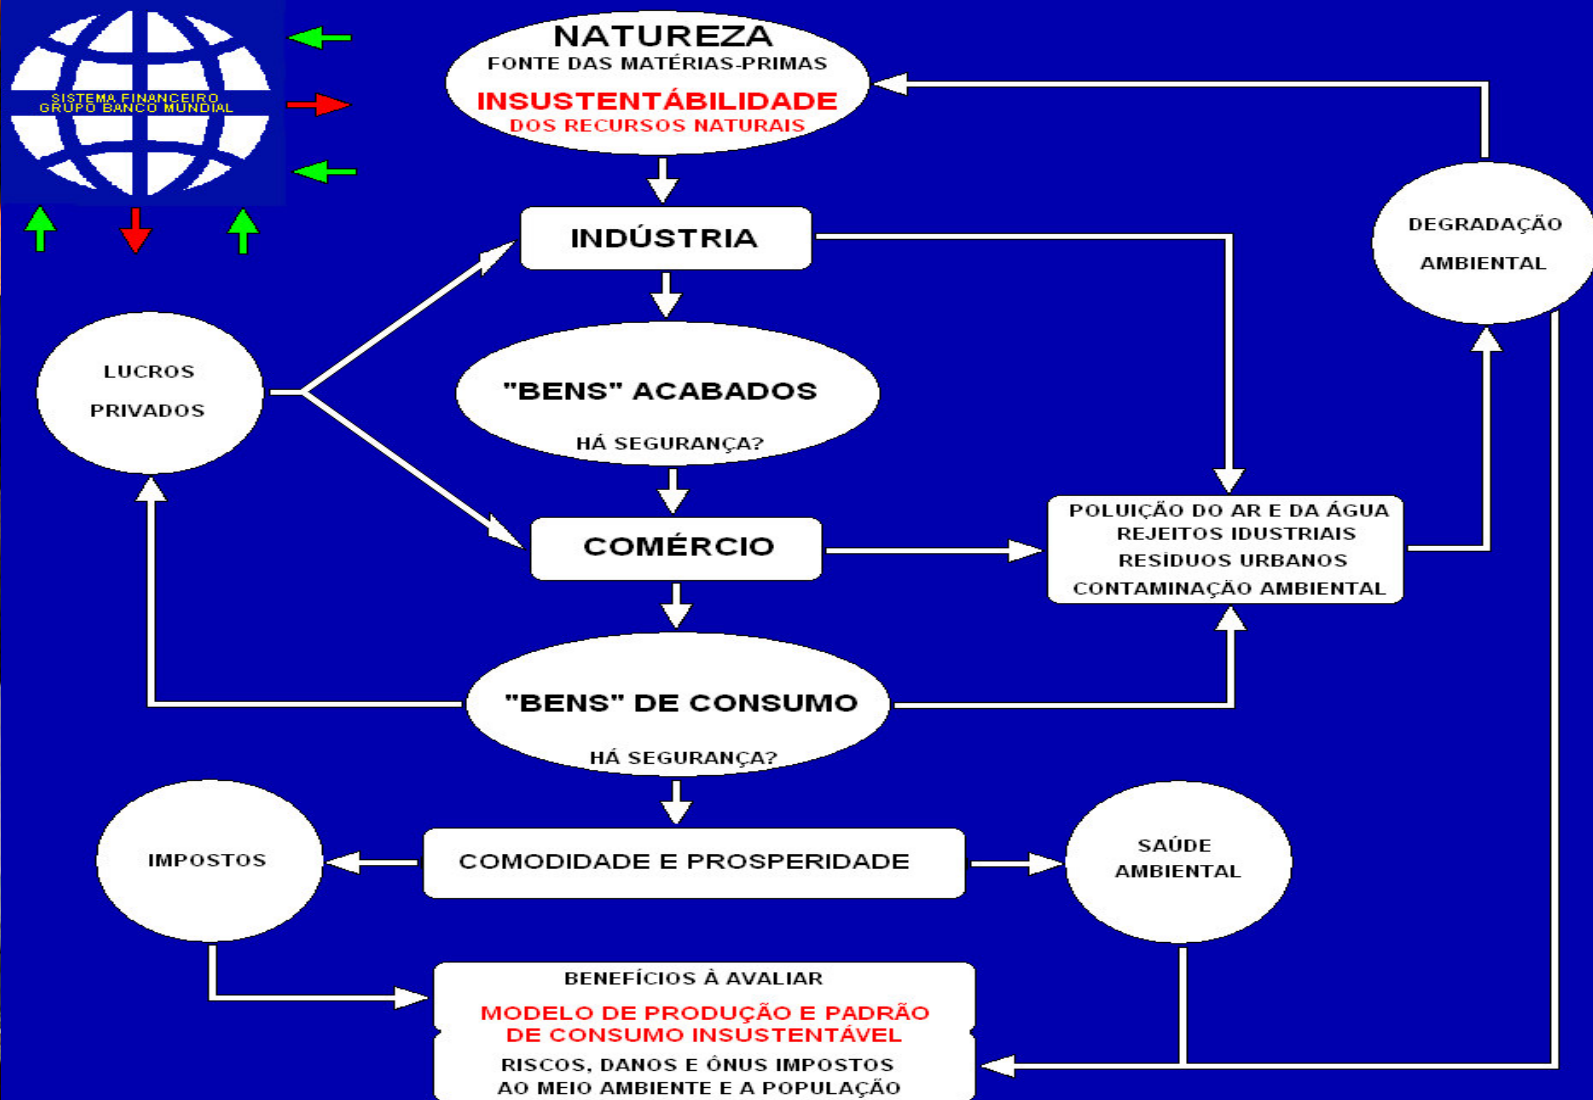 SISTEMA FINANCEIRO
GRUPO BANCO MUNDIAL
NATUREZA
FONTE DAS MATÉRIAS-PRIMAS
INSUSTENTÁBILIDADE
DOS RECURSOS NATURAIS
INDÚSTRIA
DEGRADAÇÃO
AMBIENTAL
LUCROS
PRIVADOS
"BENS" ACABADOS
HÁ SEGURANÇA?
COMÉRCIO
POLUIÇÃO DO AR E DA ÁGUA
REJEITOS IDUSTRIAIS
RESÍDUOS URBANOS
CONTAMINAÇÃO AMBIENTAL
"BENS" DE CONSUMO
HÁ SEGURANÇA?
IMPOSTOS
COMODIDADE E PROSPERIDADE
SAÚDE
AMBIENTAL
BENEFÍCIOS À AVALIAR
MODELO DE PRODUÇÃO E PADRÃO
DE CONSUMO INSUSTENTÁVEL
RISCOS, DANOS E ÔNUS IMPOSTOS
AO MEIO AMBIENTE E A POPULAÇÃO